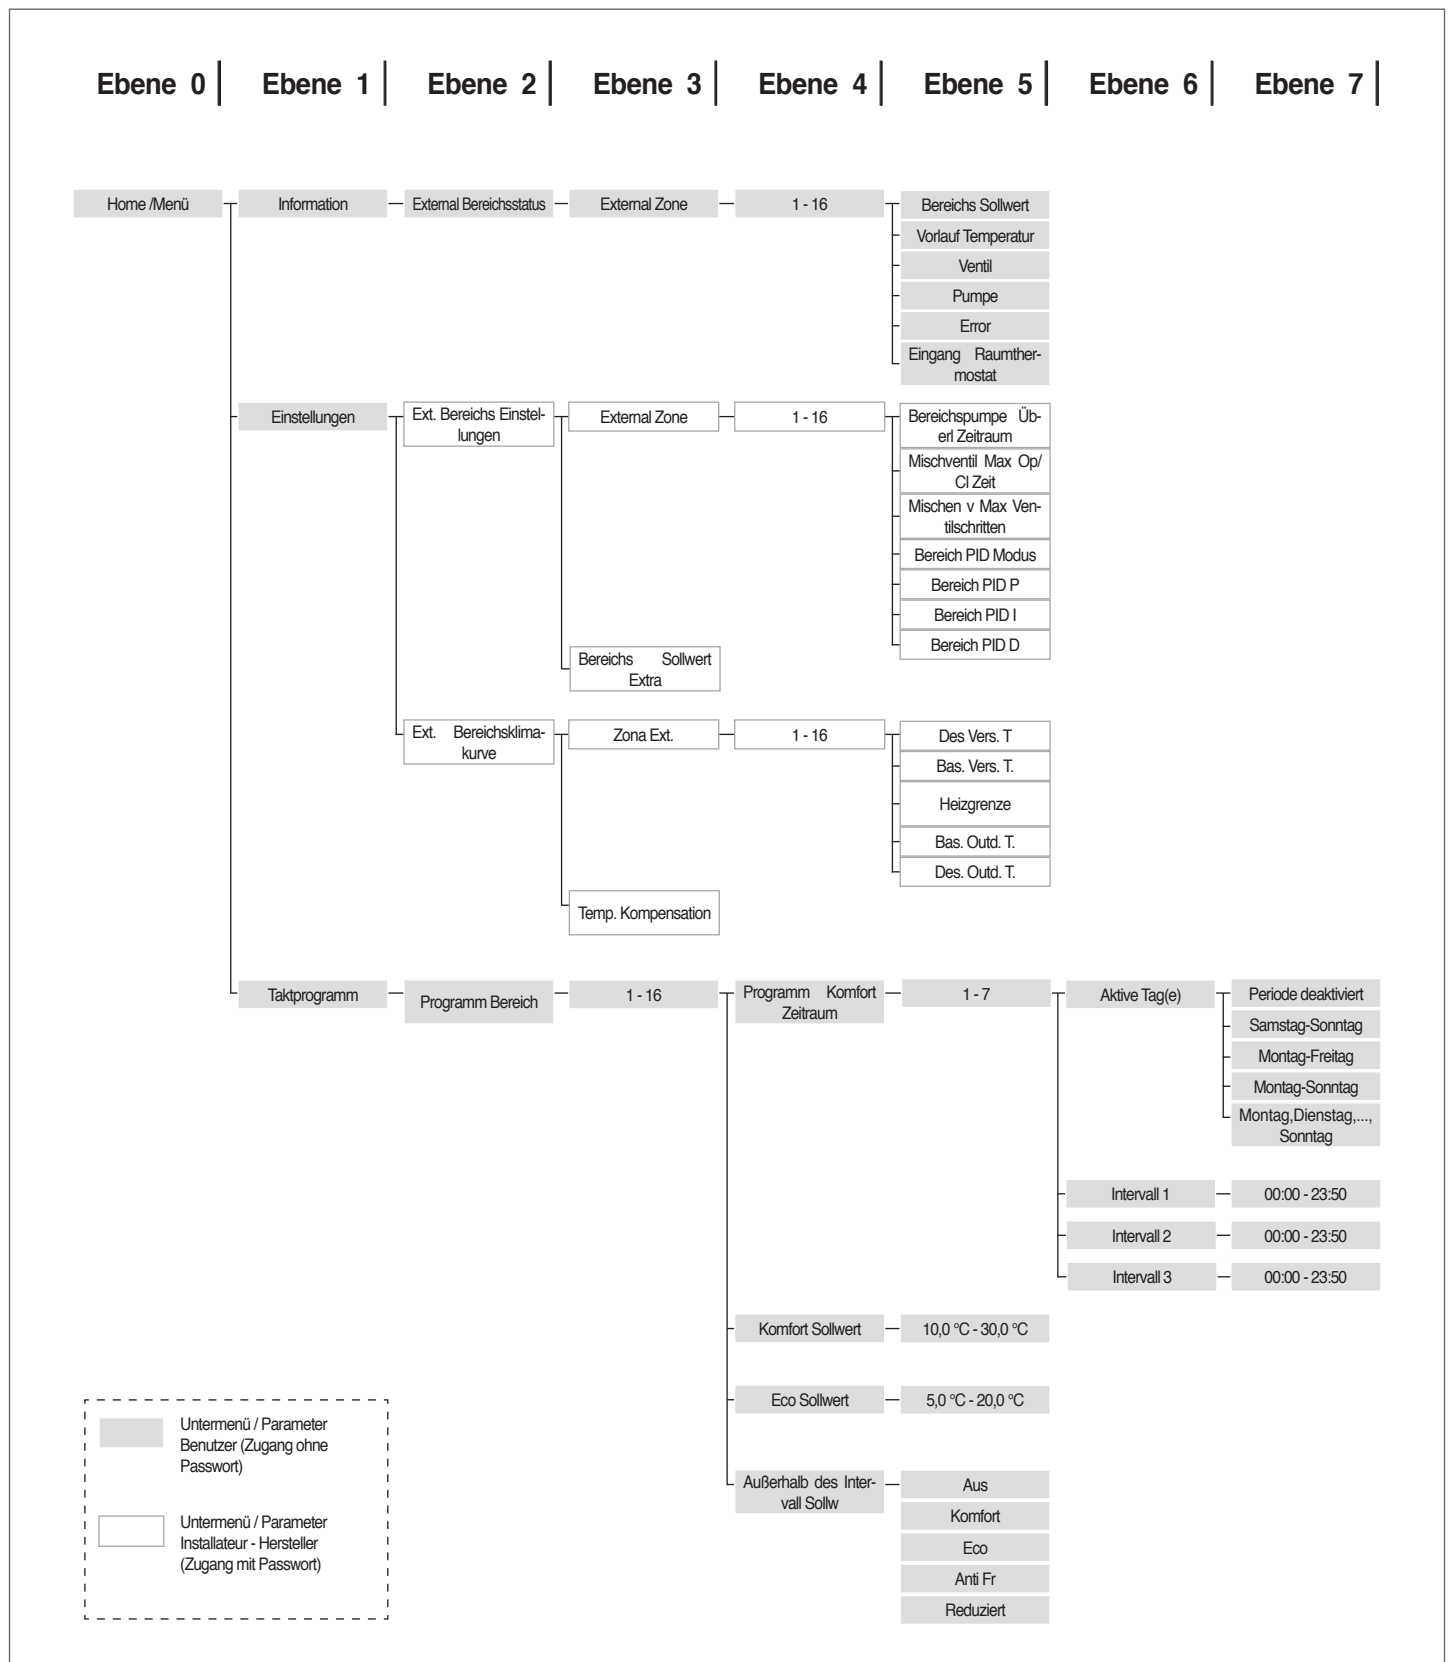 Ebene 0 Ebene 1 Ebene 2 Ebene 3 Ebene 4 Ebene 5 Ebene 6 Ebene 7
Home /Menü Information External Bereichsstatus External Zone 1 - 16 Bereichs Sollwert
Vorlauf Temperatur
Ventil
Pumpe
Error
Eingang Raumther-
mostat
Einstellungen
Ext. Bereichs Einstel-
lungen
External Zone
1 - 16
Bereichspumpe Üb-
erl Zeitraum
Mischventil Max Op/
Cl Zeit
Mischen v Max Ven-
tilschritten
Bereich PID Modus
Bereich PID P
Bereich PID I
Bereich PID D
Bereichs Sollwert
Extra
Ext. Bereichsklima-
kurve
Zona Ext.
1 - 16
Des Vers. T
Bas. Vers. T.
Heizgrenze
Bas. Outd. T.
Des. Outd. T.
Temp. Kompensation
Taktprogramm
Programm Bereich
1 - 16
Programm Komfort
Zeitraum
1 - 7
Aktive Tag(e)
Periode deaktiviert
Samstag-Sonntag
Montag-Freitag
Montag-Sonntag
Montag,Dienstag,...,
Sonntag
Intervall 1 00:00 - 23:50
Intervall 2 00:00 - 23:50
Intervall 3 00:00 - 23:50
Komfort Sollwert 10,0 °C - 30,0 °C
Eco Sollwert 5,0 °C - 20,0 °C
Außerhalb des Inter-
vall Sollw
Aus
Komfort
Eco
Anti Fr
Reduziert
Untermenü / Parameter
Benutzer (Zugang ohne
Passwort)
Untermenü / Parameter
Installateur - Hersteller
(Zugang mit Passwort)